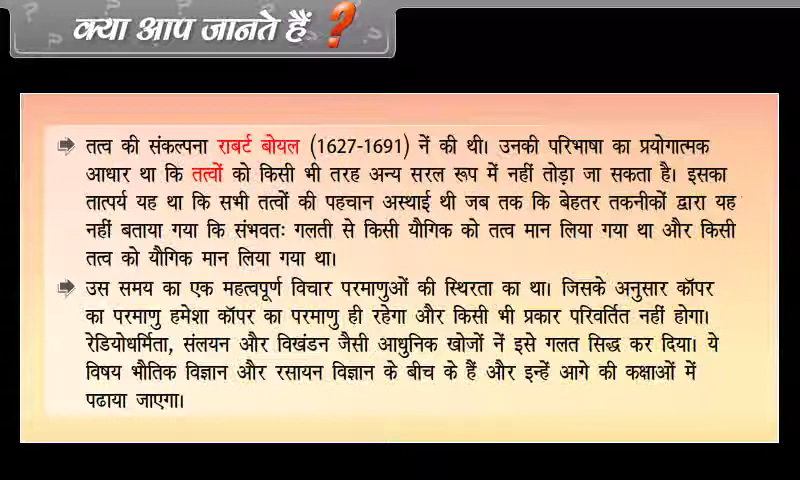 क्या आप जानते हैं ?
तत्व की संकल्पना राबर्ट बोयल (1627-1691) नें की थी। उनकी परिभाषा का प्रयोगात्मक
आधार था कि तत्वों को किसी भी तरह अन्य सरल रूप में नहीं तोड़ा जा सकता है। इसका
तात्पर्य यह था कि सभी तत्वों की पहचान अस्थाई थी जब तक कि बेहतर तकनीकों द्वारा यह
नहीं बताया गया कि संभवतः गलती से किसी यौगिक को तत्व मान लिया गया था और किसी
तत्व को यौगिक मान लिया गया था।
उस समय का एक महत्वपूर्ण विचार परमाणुओं की स्थिरता का था। जिसके अनुसार कॉपर
का परमाणु हमेशा कॉपर का परमाणु ही रहेगा और किसी भी प्रकार परिवर्तित नहीं होगा।
रेडियोधर्मिता, संलयन और विखंडन जैसी आधुनिक खोजों नें इसे गलत सिद्ध कर दिया। ये
विषय भौतिक विज्ञान और रसायन विज्ञान के बीच के हैं और इन्हें आगे की कक्षाओं में
पढाया जाएगा।